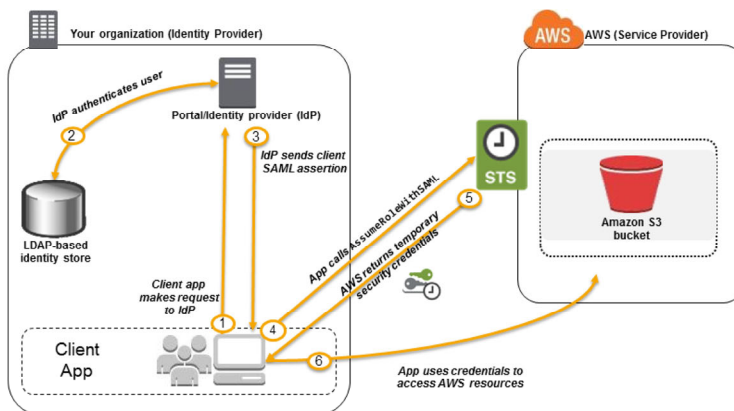 Your organization (Identity Provider)
AWS
AWS (Service Provider)
IdP authenticates user
2
Portal/Identity provider (IdP)
3
IdP sends client
SAML assertion
LDAP-based
identity store
App calls AssumeRoleWithSAML
STS
5
AWS returns temporary
security credentials
Amazon S3
bucket
Client app
makes request
to IdP
1
4
Client
App
6
App uses credentials to
access AWS resources